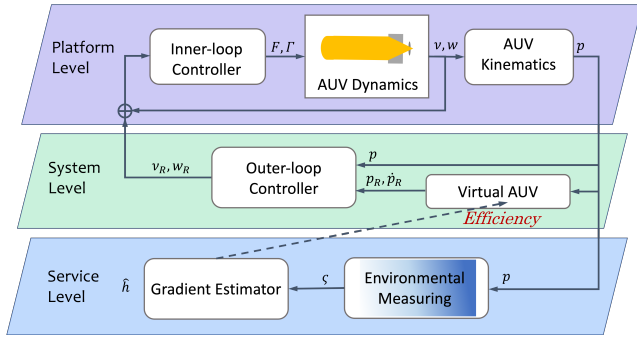 Platform
Level
Inner-loop
Controller
F, Γ
AUV Dynamics
ν, w
AUV
Kinematics
p
System
Level
ν_R, w_R
Outer-loop
Controller
p
p_R, ṗ_R
Virtual AUV
Efficiency
Service
Level
ĥ
Gradient Estimator
ς
Environmental
Measuring
p